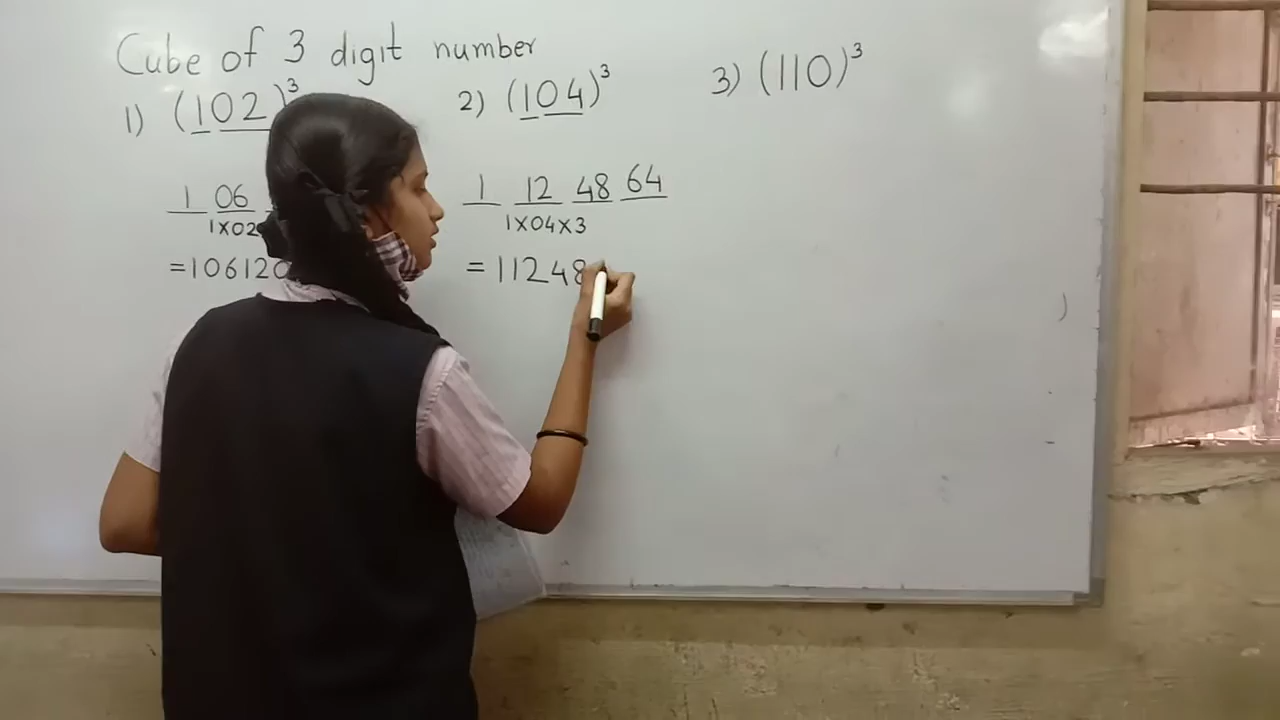 Cube of 3 digit number
1) (102)³ 2) (104)³ 3) (110)³
1 06 1 12 48 64
1X02 1X04X3
=106120 =11248